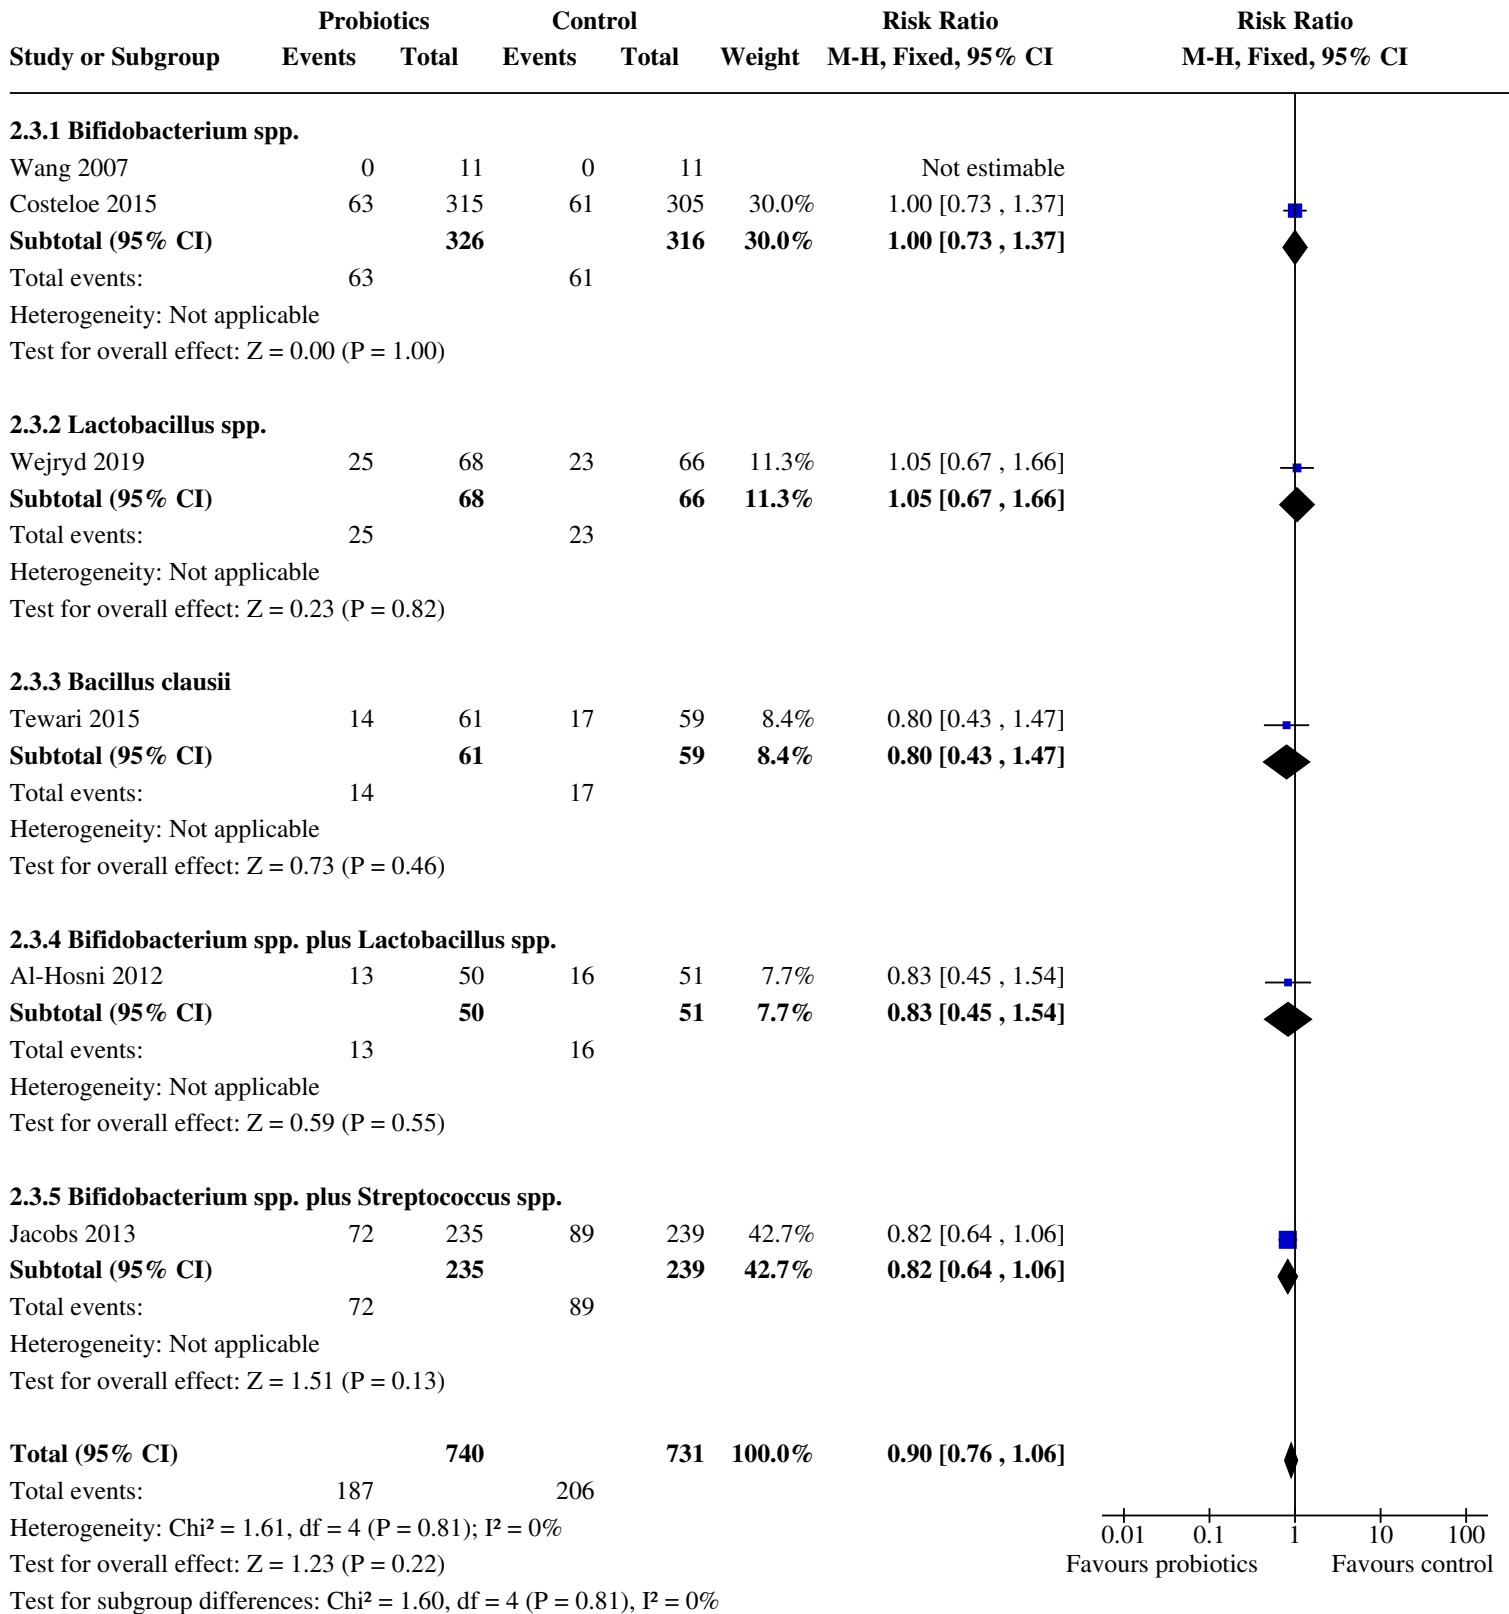 Probiotics Control Risk Ratio Risk Ratio
Study or Subgroup Events Total Events Total Weight M-H, Fixed, 95% CI M-H, Fixed, 95% CI
2.3.1 Bifidobacterium spp.
Wang 2007 0 11 0 11 Not estimable
Costeloe 2015 63 315 61 305 30.0% 1.00 [0.73 , 1.37]
Subtotal (95% CI) 326 316 30.0% 1.00 [0.73 , 1.37]
Total events: 63 61
Heterogeneity: Not applicable
Test for overall effect: Z = 0.00 (P = 1.00)
2.3.2 Lactobacillus spp.
Wejryd 2019 25 68 23 66 11.3% 1.05 [0.67 , 1.66]
Subtotal (95% CI) 68 66 11.3% 1.05 [0.67 , 1.66]
Total events: 25 23
Heterogeneity: Not applicable
Test for overall effect: Z = 0.23 (P = 0.82)
2.3.3 Bacillus clausii
Tewari 2015 14 61 17 59 8.4% 0.80 [0.43 , 1.47]
Subtotal (95% CI) 61 59 8.4% 0.80 [0.43 , 1.47]
Total events: 14 17
Heterogeneity: Not applicable
Test for overall effect: Z = 0.73 (P = 0.46)
2.3.4 Bifidobacterium spp. plus Lactobacillus spp.
Al-Hosni 2012 13 50 16 51 7.7% 0.83 [0.45 , 1.54]
Subtotal (95% CI) 50 51 7.7% 0.83 [0.45 , 1.54]
Total events: 13 16
Heterogeneity: Not applicable
Test for overall effect: Z = 0.59 (P = 0.55)
2.3.5 Bifidobacterium spp. plus Streptococcus spp.
Jacobs 2013 72 235 89 239 42.7% 0.82 [0.64 , 1.06]
Subtotal (95% CI) 235 239 42.7% 0.82 [0.64 , 1.06]
Total events: 72 89
Heterogeneity: Not applicable
Test for overall effect: Z = 1.51 (P = 0.13)
Total (95% CI) 740 731 100.0% 0.90 [0.76 , 1.06]
Total events: 187 206
Heterogeneity: Chi² = 1.61, df = 4 (P = 0.81); I² = 0%
0.01 0.1 1 10 100
Test for overall effect: Z = 1.23 (P = 0.22)
Favours probiotics Favours control
Test for subgroup differences: Chi² = 1.60, df = 4 (P = 0.81), I² = 0%